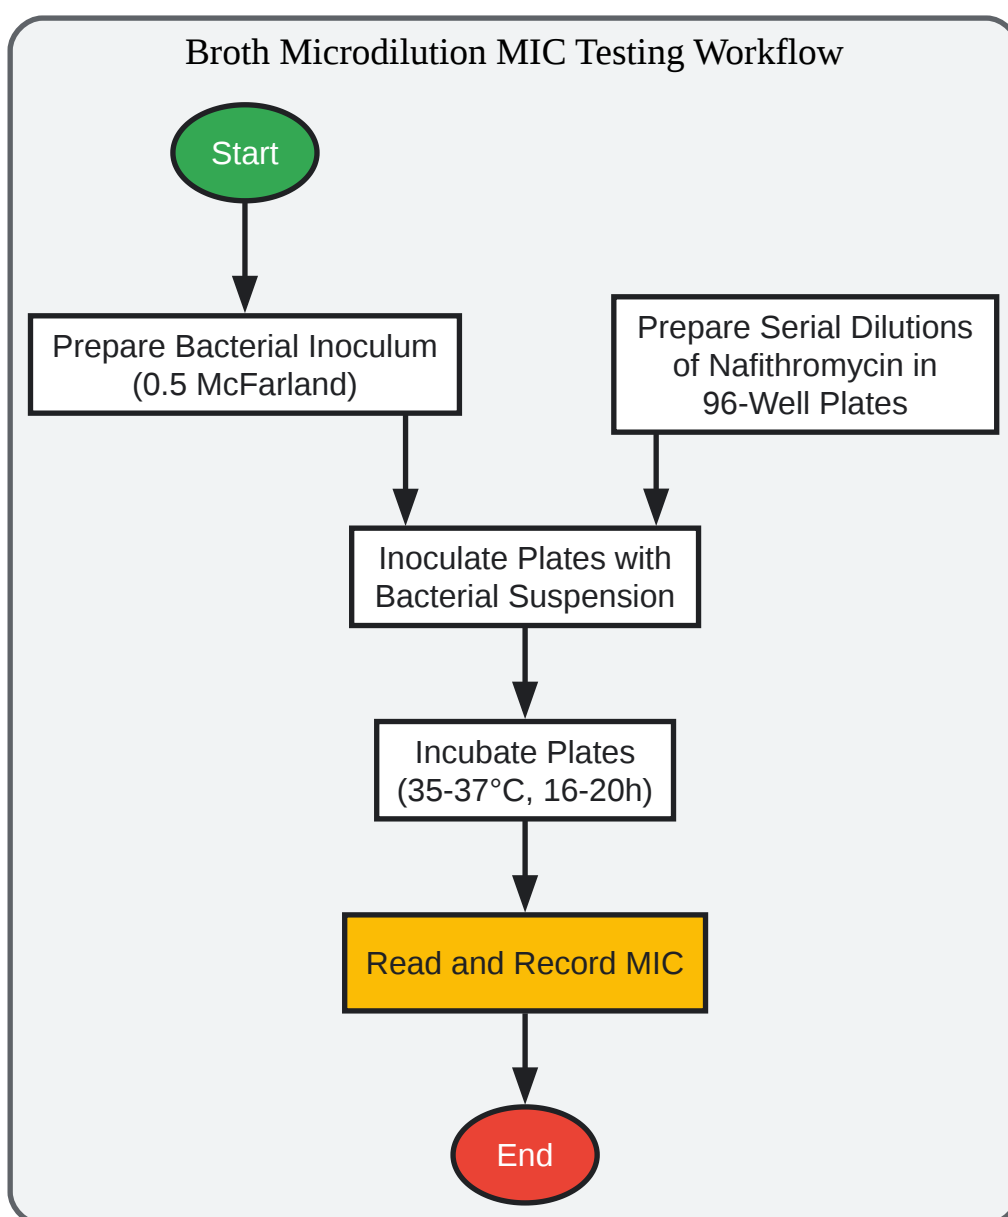 Broth Microdilution MIC Testing Workflow
Start
Prepare Bacterial Inoculum
(0.5 McFarland)
Prepare Serial Dilutions
of Nafithromycin in
96-Well Plates
Inoculate Plates with
Bacterial Suspension
Incubate Plates
(35-37°C, 16-20h)
Read and Record MIC
End